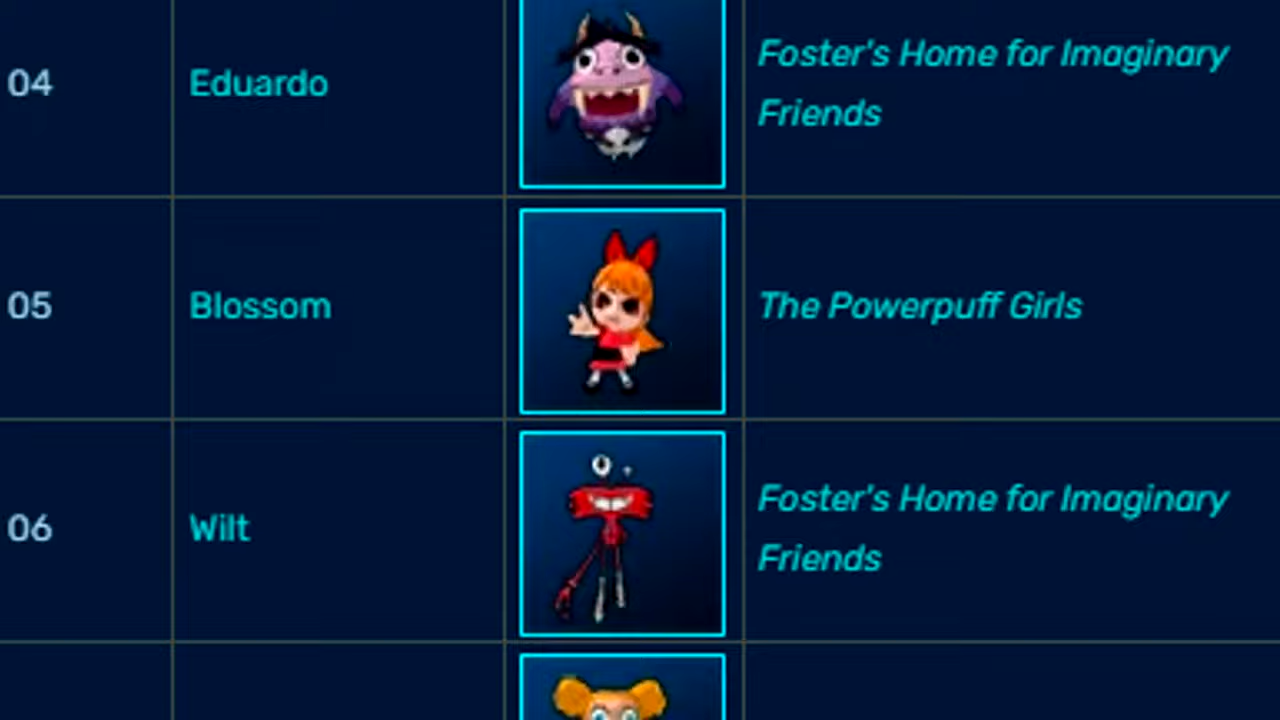 04
Eduardo
Foster's Home for Imaginary
Friends
05
Blossom
The Powerpuff Girls
06
Wilt
Foster's Home for Imaginary
Friends